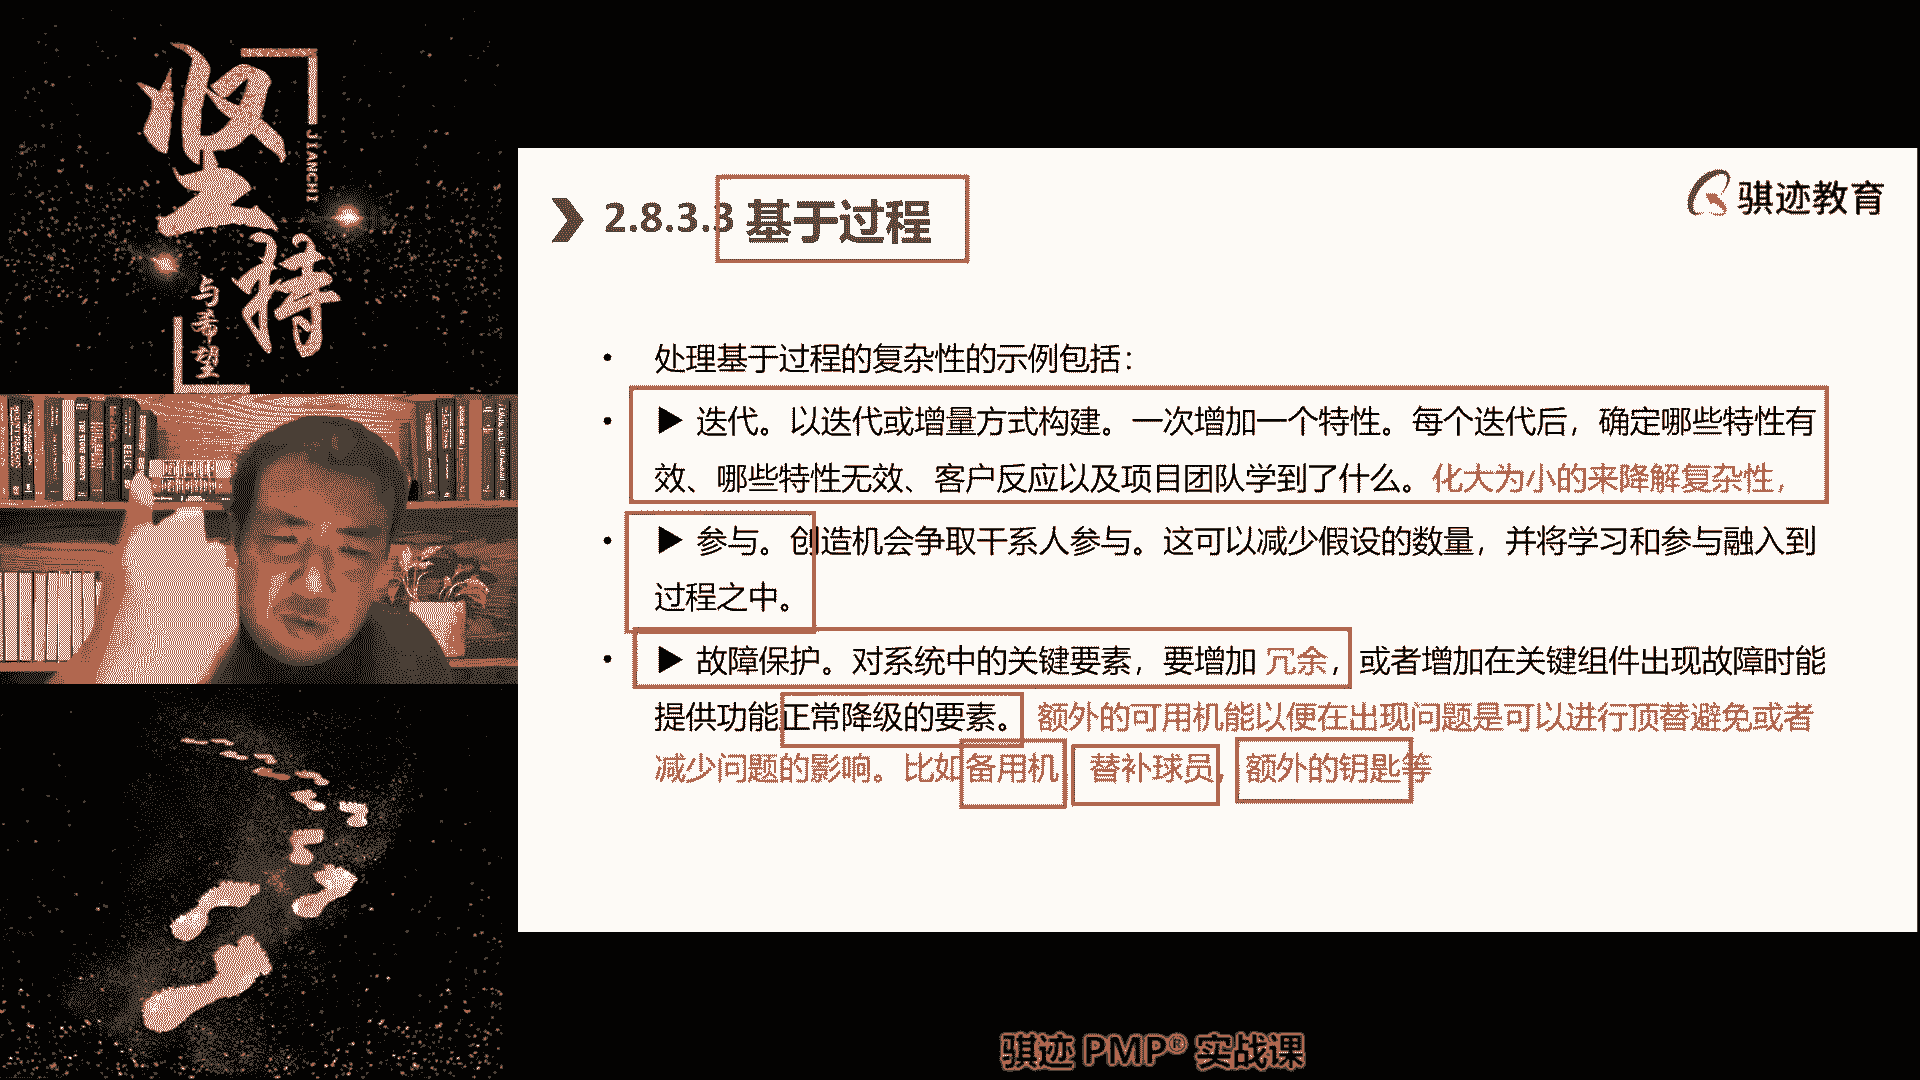 坚持
JIANCHI
与希望
2.8.3.3 基于过程
骐迹教育
• 处理基于过程的复杂性的示例包括：
• ▶ 迭代。以迭代或增量方式构建。一次增加一个特性。每个迭代后，确定哪些特性有
效、哪些特性无效、客户反应以及项目团队学到了什么。化大为小的来降解复杂性，
• ▶ 参与。创造机会争取干系人参与。这可以减少假设的数量，并将学习和参与融入到
过程之中。
• ▶ 故障保护。对系统中的关键要素，要增加 冗余，或者增加在关键组件出现故障时能
提供功能正常降级的要素。 额外的可用机能以便在出现问题是可以进行顶替避免或者
减少问题的影响。比如备用机，替补球员，额外的钥匙等
骐迹 PMP® 实战课